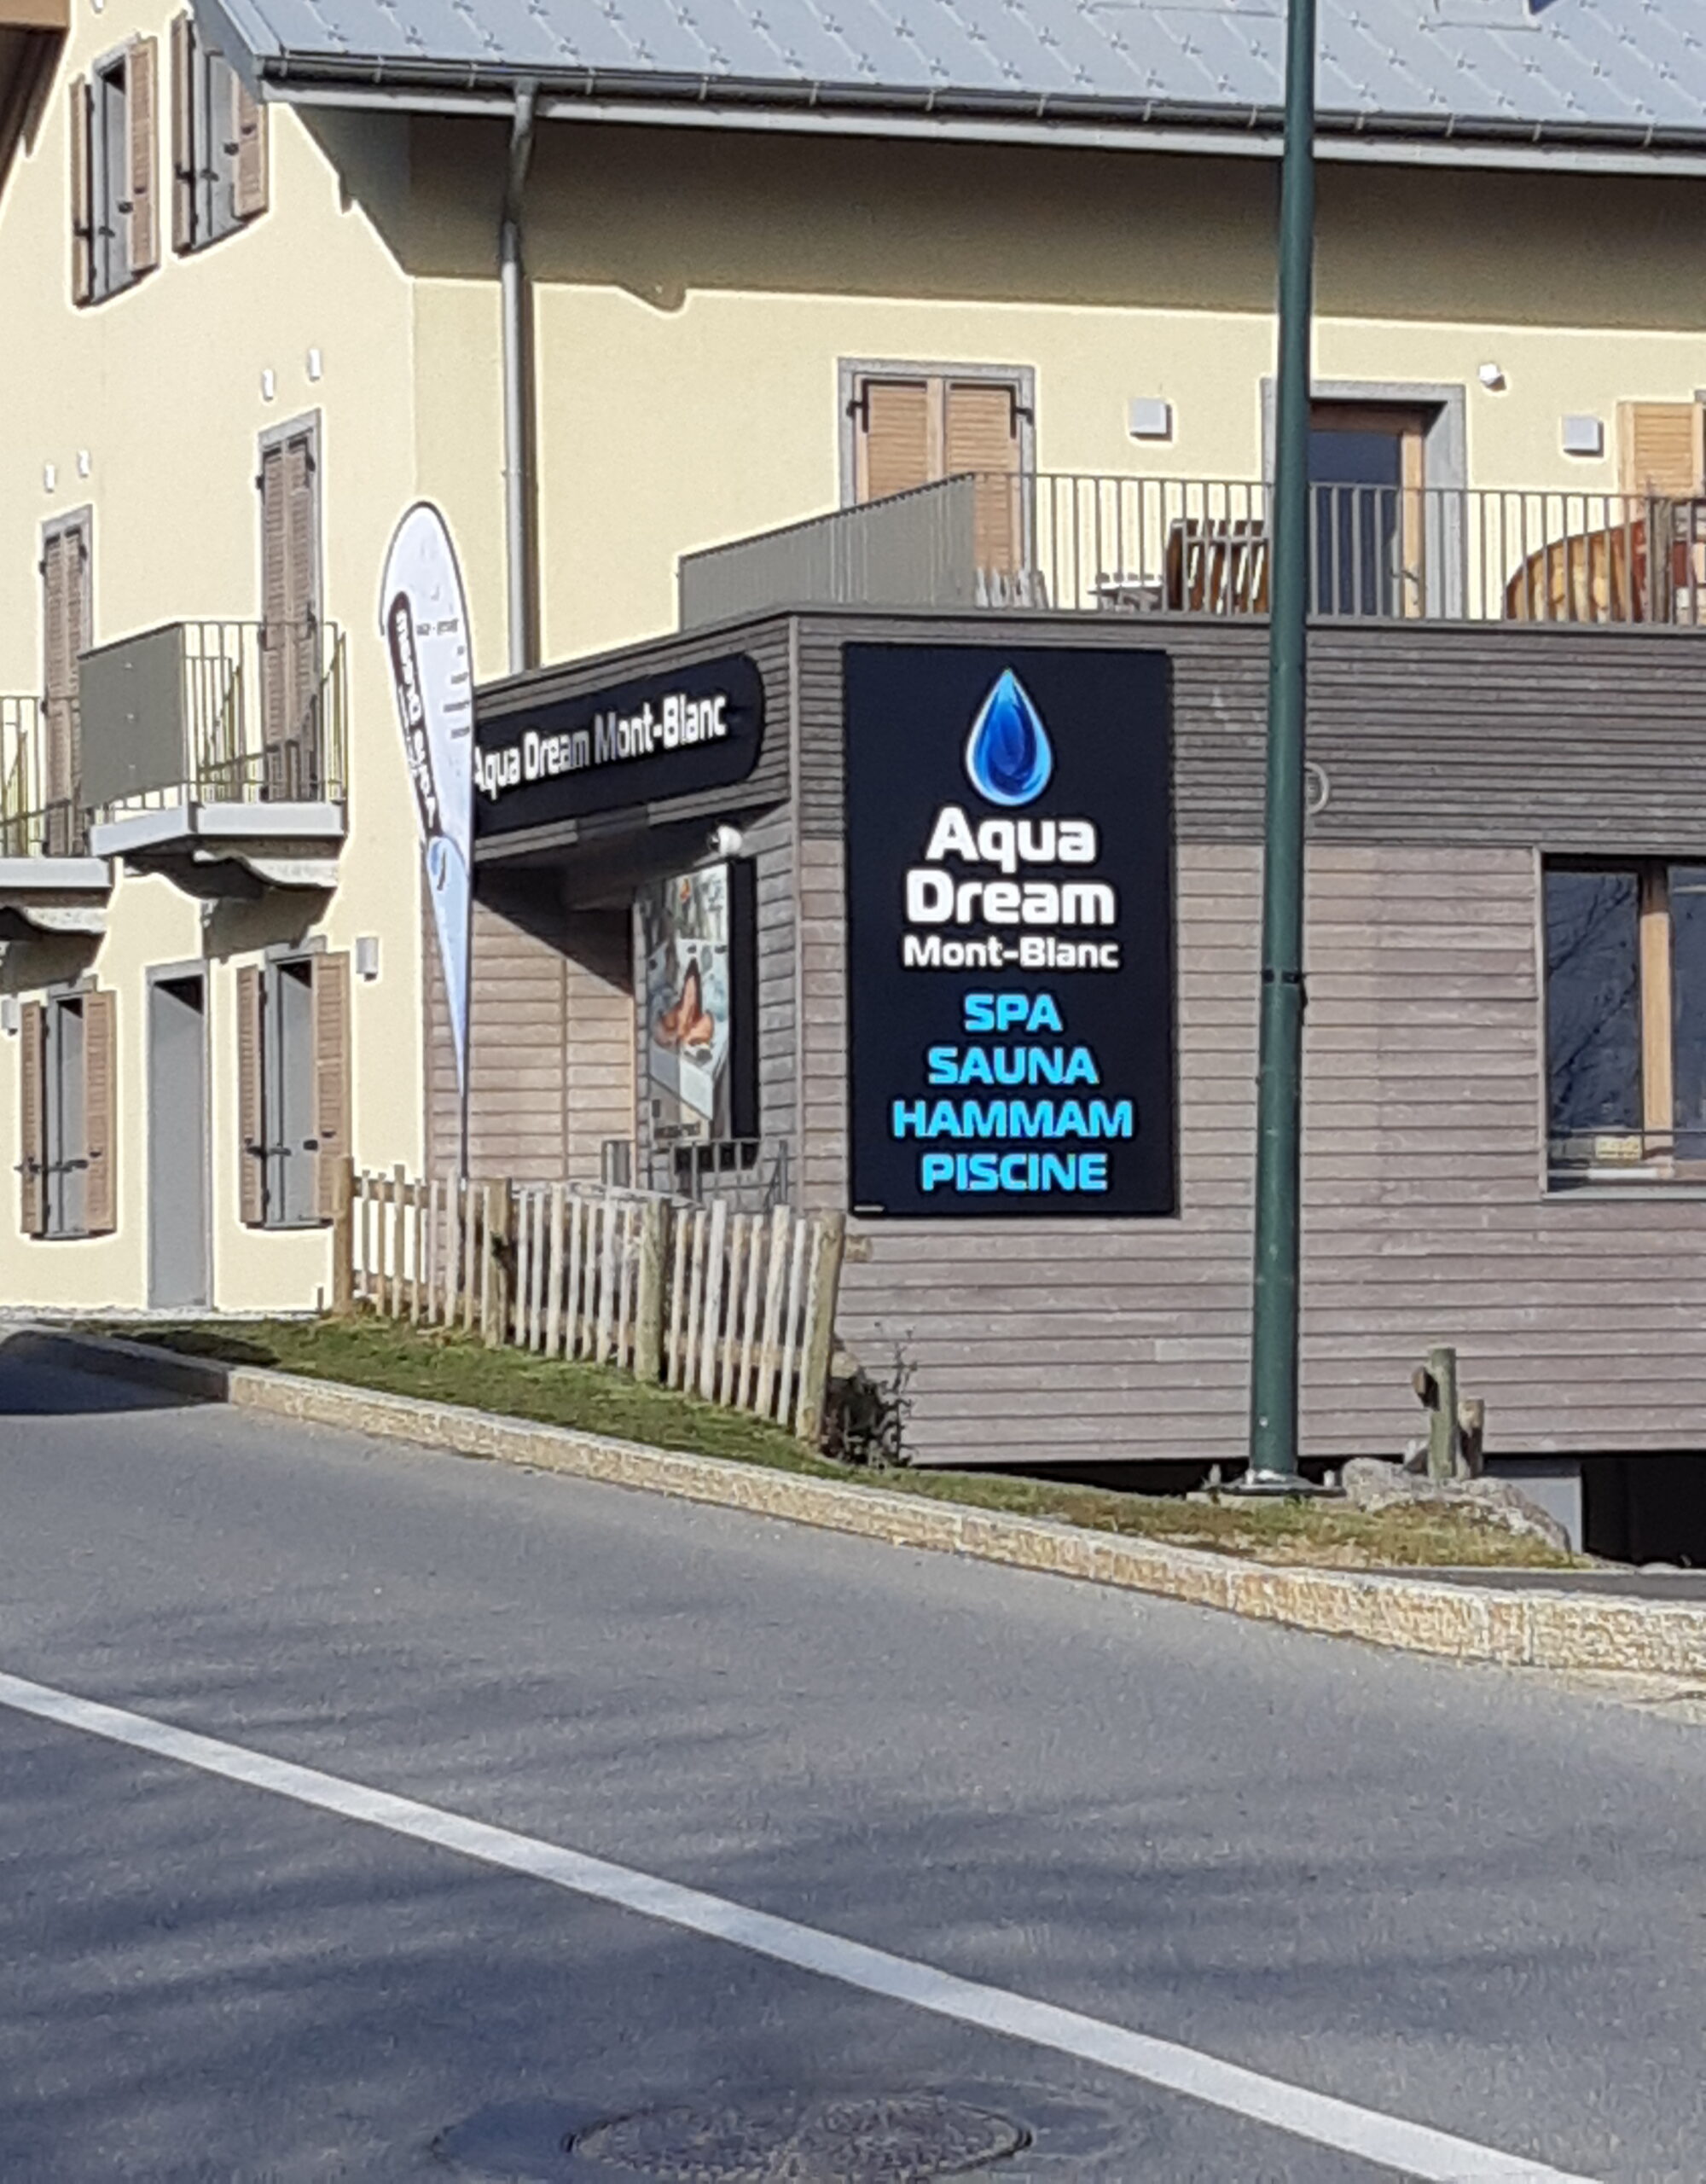 Aqua Dream Mont-Blanc
Aqua
Dream
Mont-Blanc
SPA
SAUNA
HAMMAM
PISCINE